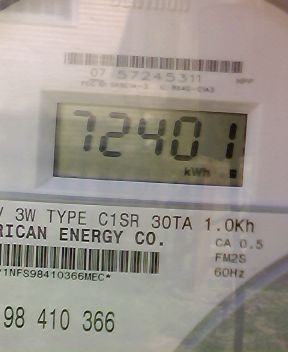 07 57245311
72401
kWh
3W TYPE C1SR 30TA 1.0Kh
RICAN ENERGY CO.
CA 0.5
FM2S
60Hz
98 410 366